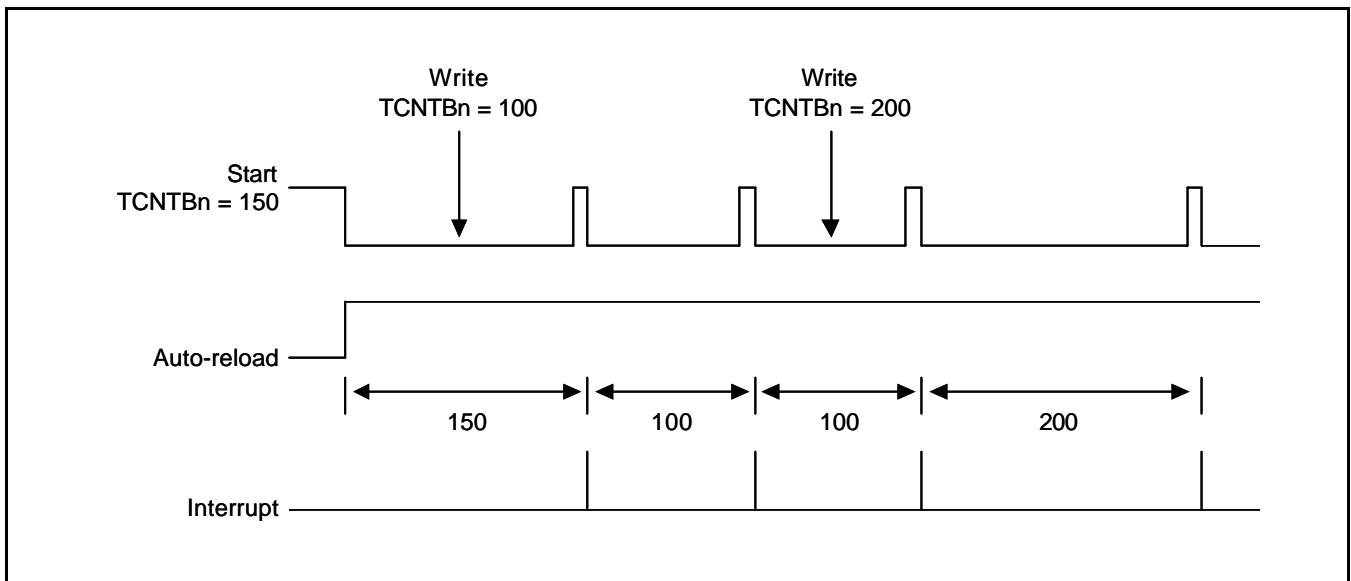 Write
TCNTBn = 100
Write
TCNTBn = 200
Start
TCNTBn = 150
Auto-reload
150
100
100
200
Interrupt